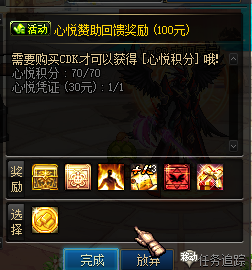 活动 心悦赞助回馈奖励 (100元)
需要购买CDK才可以获得 [心悦积分] 哦!
心悦积分 : 70/70
心悦凭证 (30元) : 1/1
奖励
选择
完成 放弃 移动 任务追踪